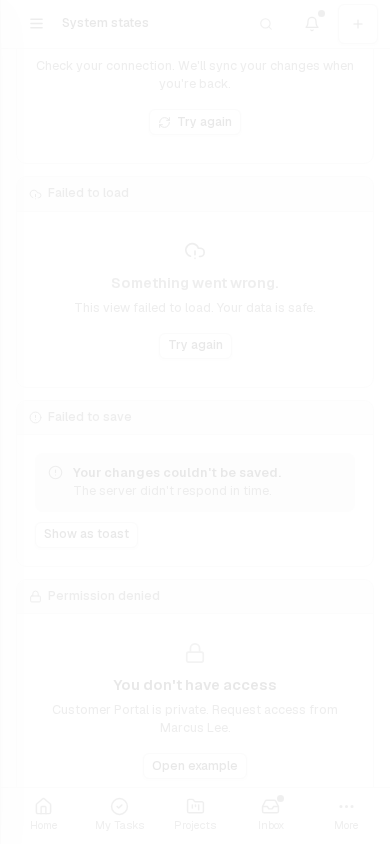 System states
Check your connection. We'll sync your changes when
you're back.
Try again
Failed to load
Something went wrong.
This view failed to load. Your data is safe.
Try again
Failed to save
Your changes couldn't be saved.
The server didn't respond in time.
Show as toast
Permission denied
You don't have access
Customer Portal is private. Request access from
Marcus Lee.
Open example
Home
My Tasks
Projects
Inbox
More